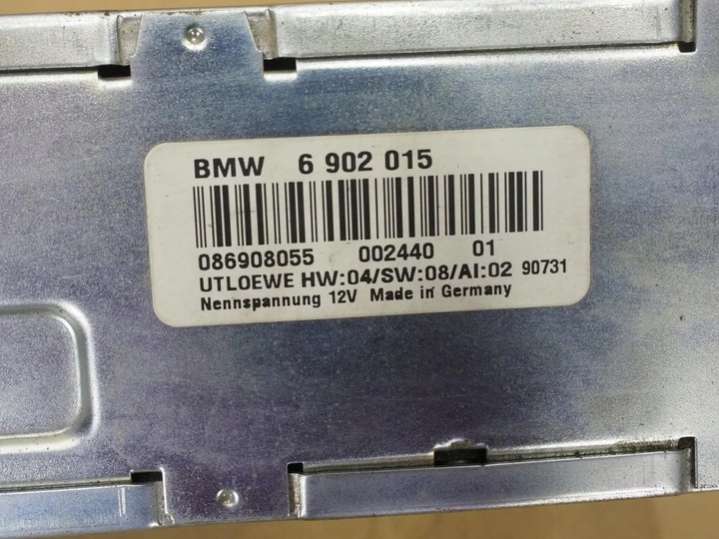 BMW 6 902 015
086908055 002440 01
UTLOEWE HW:04/SW:08/AI:02 90731
Nennspannung 12V Made in Germany